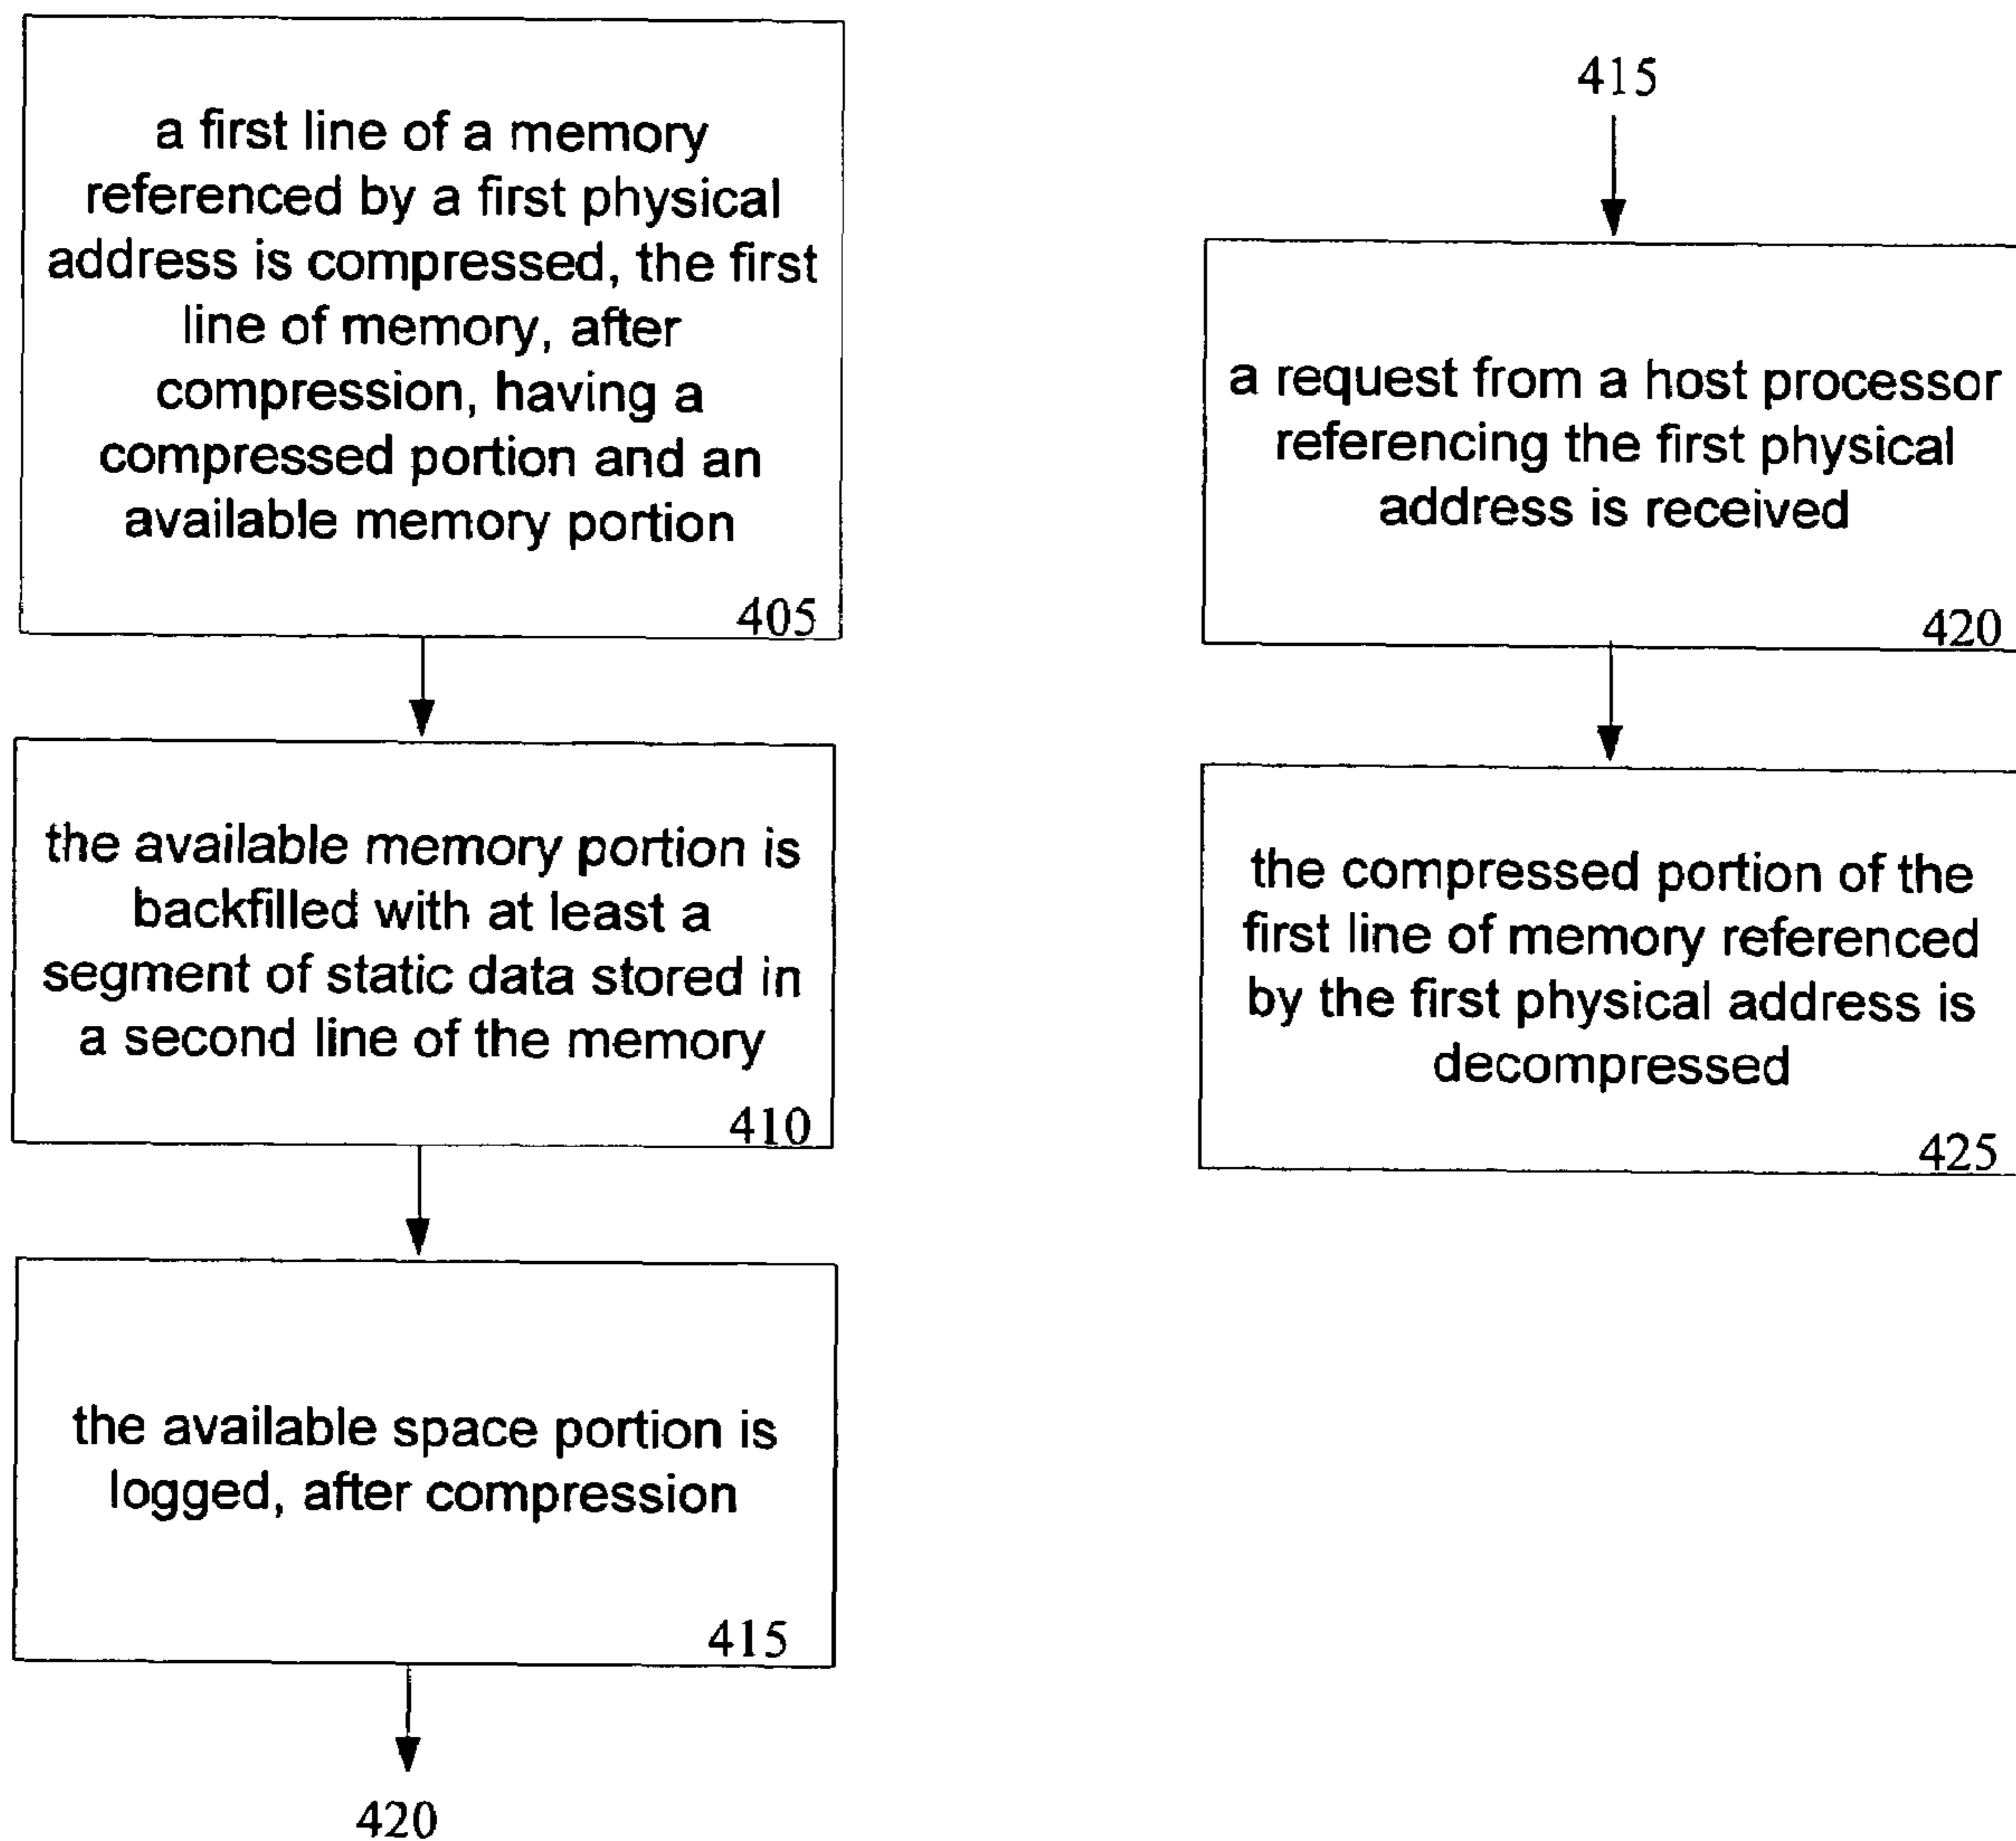 a first line of a memory
referenced by a first physical
address is compressed, the first
line of memory, after
compression, having a
compressed portion and an
available memory portion
405
the available memory portion is
backfilled with at least a
segment of static data stored in
a second line of the memory
410
the available space portion is
logged, after compression
415
420
415
a request from a host processor
referencing the first physical
address is received
420
the compressed portion of the
first line of memory referenced
by the first physical address is
decompressed
425